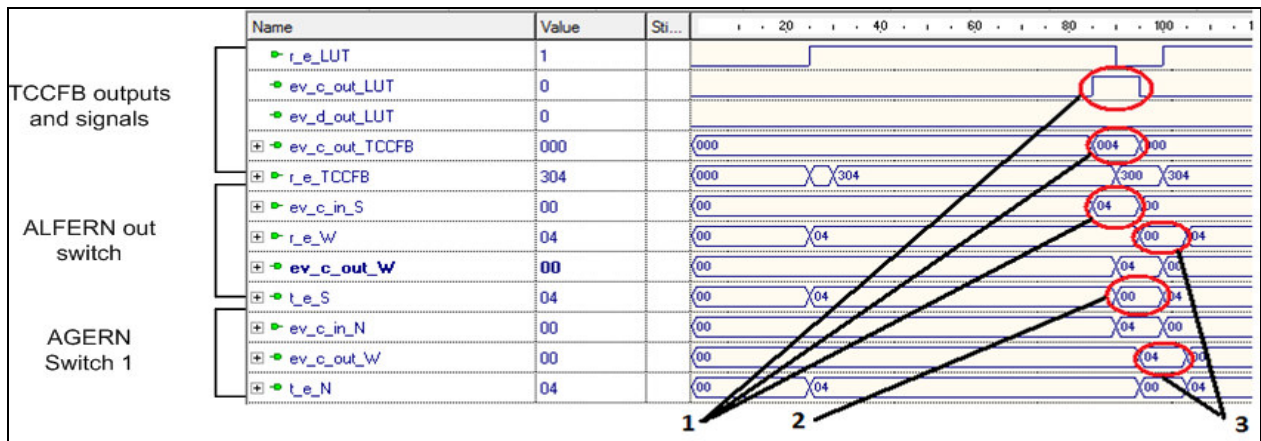 Name Value Sti... 20 40 60 80 100 1
r_e_LUT 1
ev_c_out_LUT 0
ev_d_out_LUT 0
ev_c_out_TCCFB 000 000 004 000
r_e_TCCFB 304 000 304 300 304
ev_c_in_S 00 00 04 00
r_e_W 04 00 04 00 04
ev_c_out_W 00 00 04 00
t_e_S 04 00 04 00 04
ev_c_in_N 00 00 04 00
ev_c_out_W 00 00 04 00
t_e_N 04 00 04 00 04
TCCFB outputs
and signals
ALFERN out
switch
AGERN
Switch 1
1 2 3